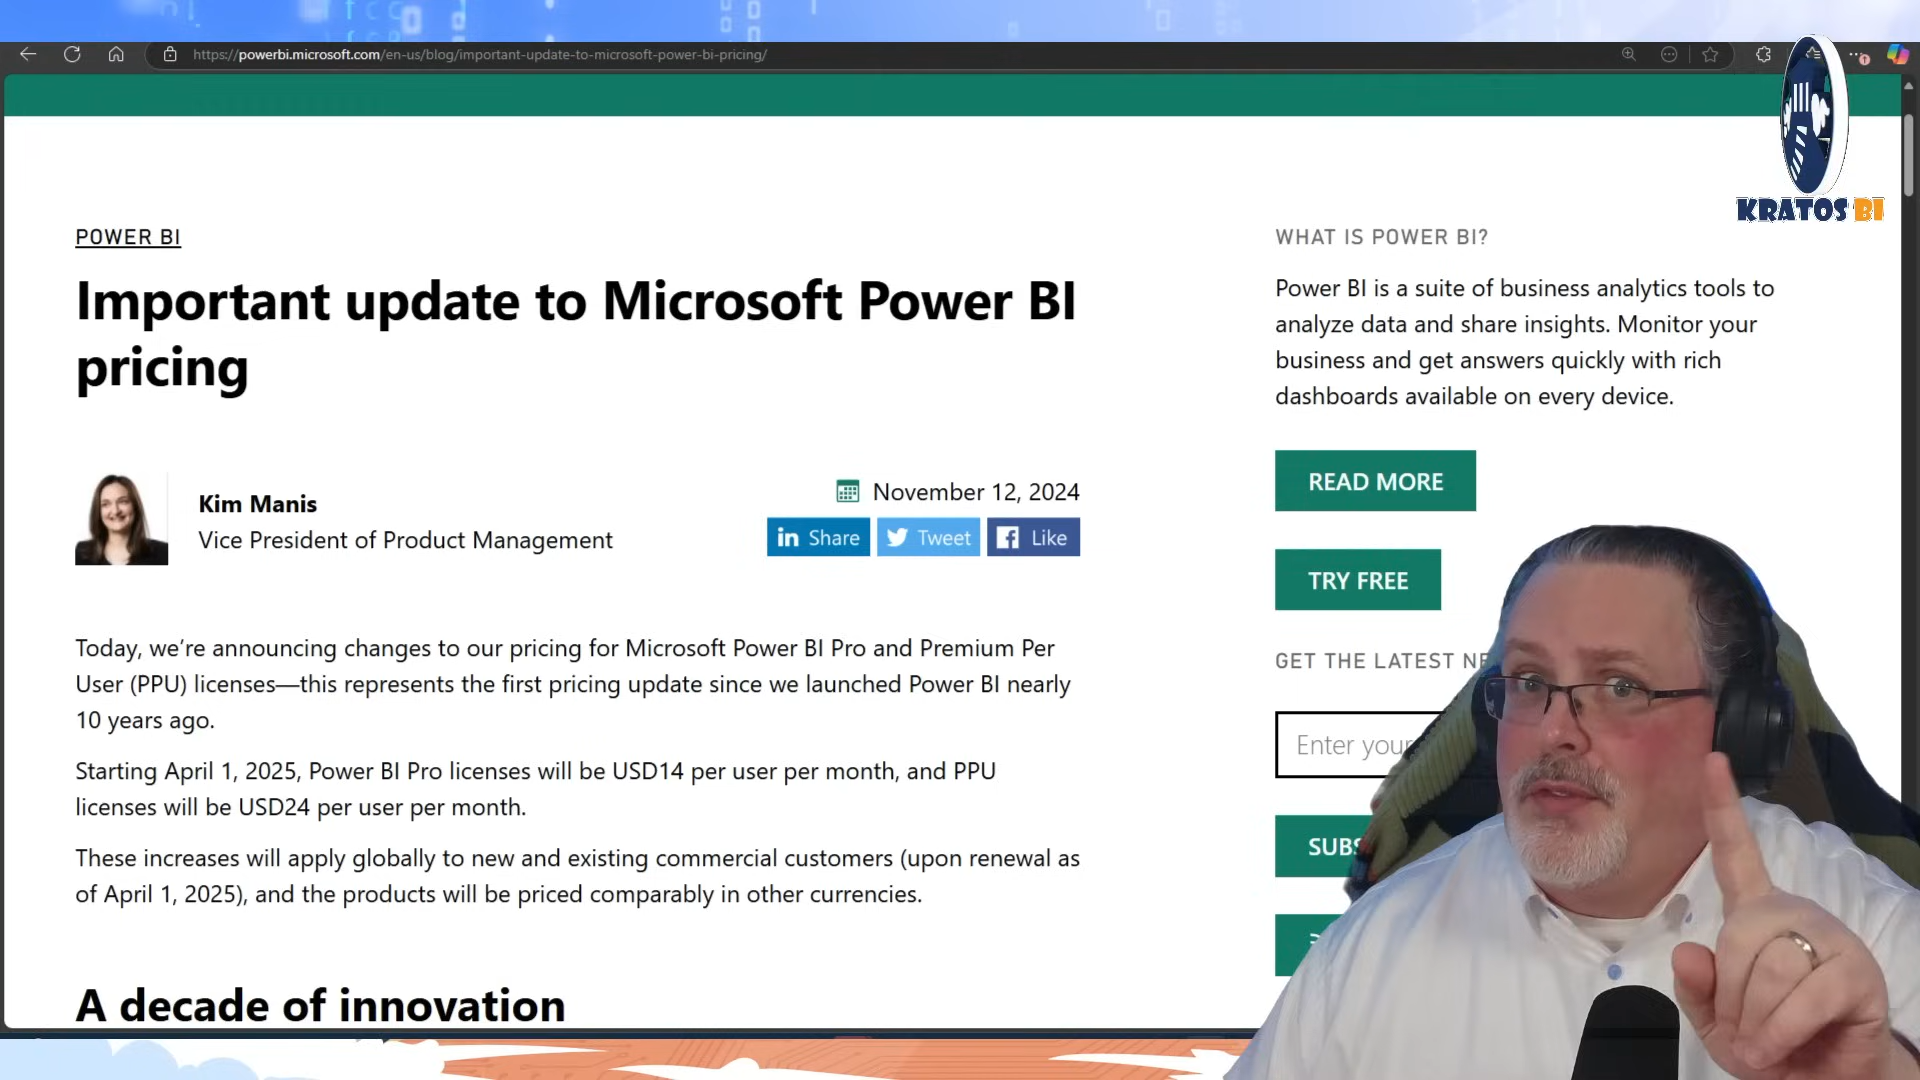 https://powerbi.microsoft.com/en-us/blog/important-update-to-microsoft-power-bi-pricing/
KRATOS BI
POWER BI
Important update to Microsoft Power BI
pricing
Kim Manis
Vice President of Product Management
November 12, 2024
in Share
Tweet
Like
Today, we’re announcing changes to our pricing for Microsoft Power BI Pro and Premium Per
User (PPU) licenses—this represents the first pricing update since we launched Power BI nearly
10 years ago.
Starting April 1, 2025, Power BI Pro licenses will be USD14 per user per month, and PPU
licenses will be USD24 per user per month.
These increases will apply globally to new and existing commercial customers (upon renewal as
of April 1, 2025), and the products will be priced comparably in other currencies.
A decade of innovation
WHAT IS POWER BI?
Power BI is a suite of business analytics tools to
analyze data and share insights. Monitor your
business and get answers quickly with rich
dashboards available on every device.
READ MORE
TRY FREE
GET THE LATEST NE
Enter your
SUBS